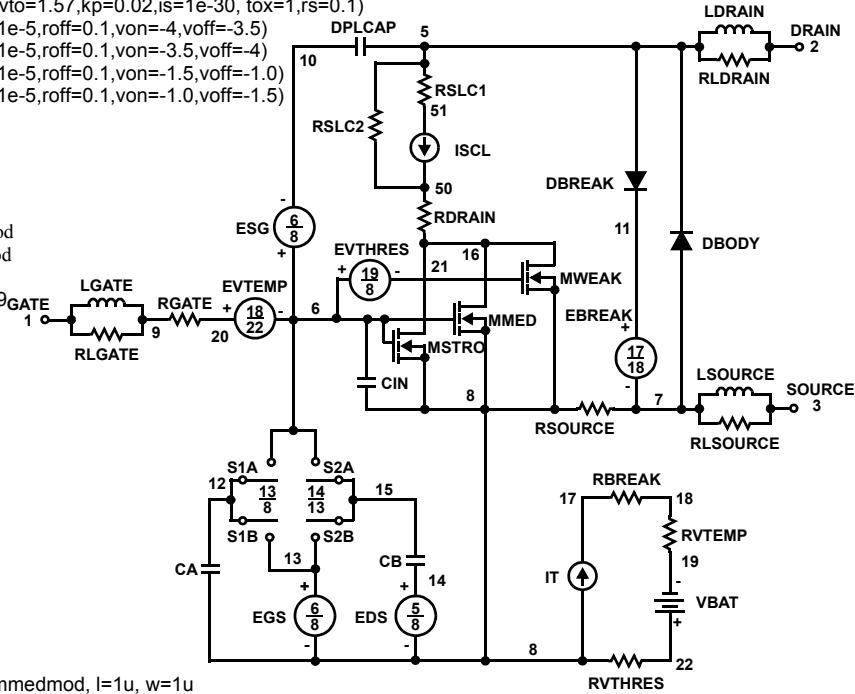 vto=1.57,kp=0.02,is=1e-30, tox=1,rs=0.1)
1e-5,roff=0.1,von=-4,voff=-3.5)
1e-5,roff=0.1,von=-3.5,voff=-4)
1e-5,roff=0.1,von=-1.5,voff=-1.0)
1e-5,roff=0.1,von=-1.0,voff=-1.5)
od
od
9
LDRAIN
DPLCAP 5 DRAIN
10 2
RLDRAIN
RSLC1
51
RSLC2
ISCL
50
DBREAK
RDRAIN
-
ESG 6
8
+
11
DBODY
EVTHRES
+ 19 -
8
21 16
MWEAK
LGATE EVTEMP
GATE RGATE + 18 - 6
22
1 9 20
RLGATE
MMED
MSTRO
EBREAK +
17
18
-
CIN
LSOURCE
8 7 SOURCE
3
RSOURCE
RLSOURCE
S1A S2A
12 13 14 15
8 13
S1B S2B
13
CA CB
14
+ +
EGS 6 EDS 5
8 8
- -
RBREAK
17 18
RVTEMP
19
IT -
VBAT
+
8 22
RVTHRES
mmedmod, l=1u, w=1u